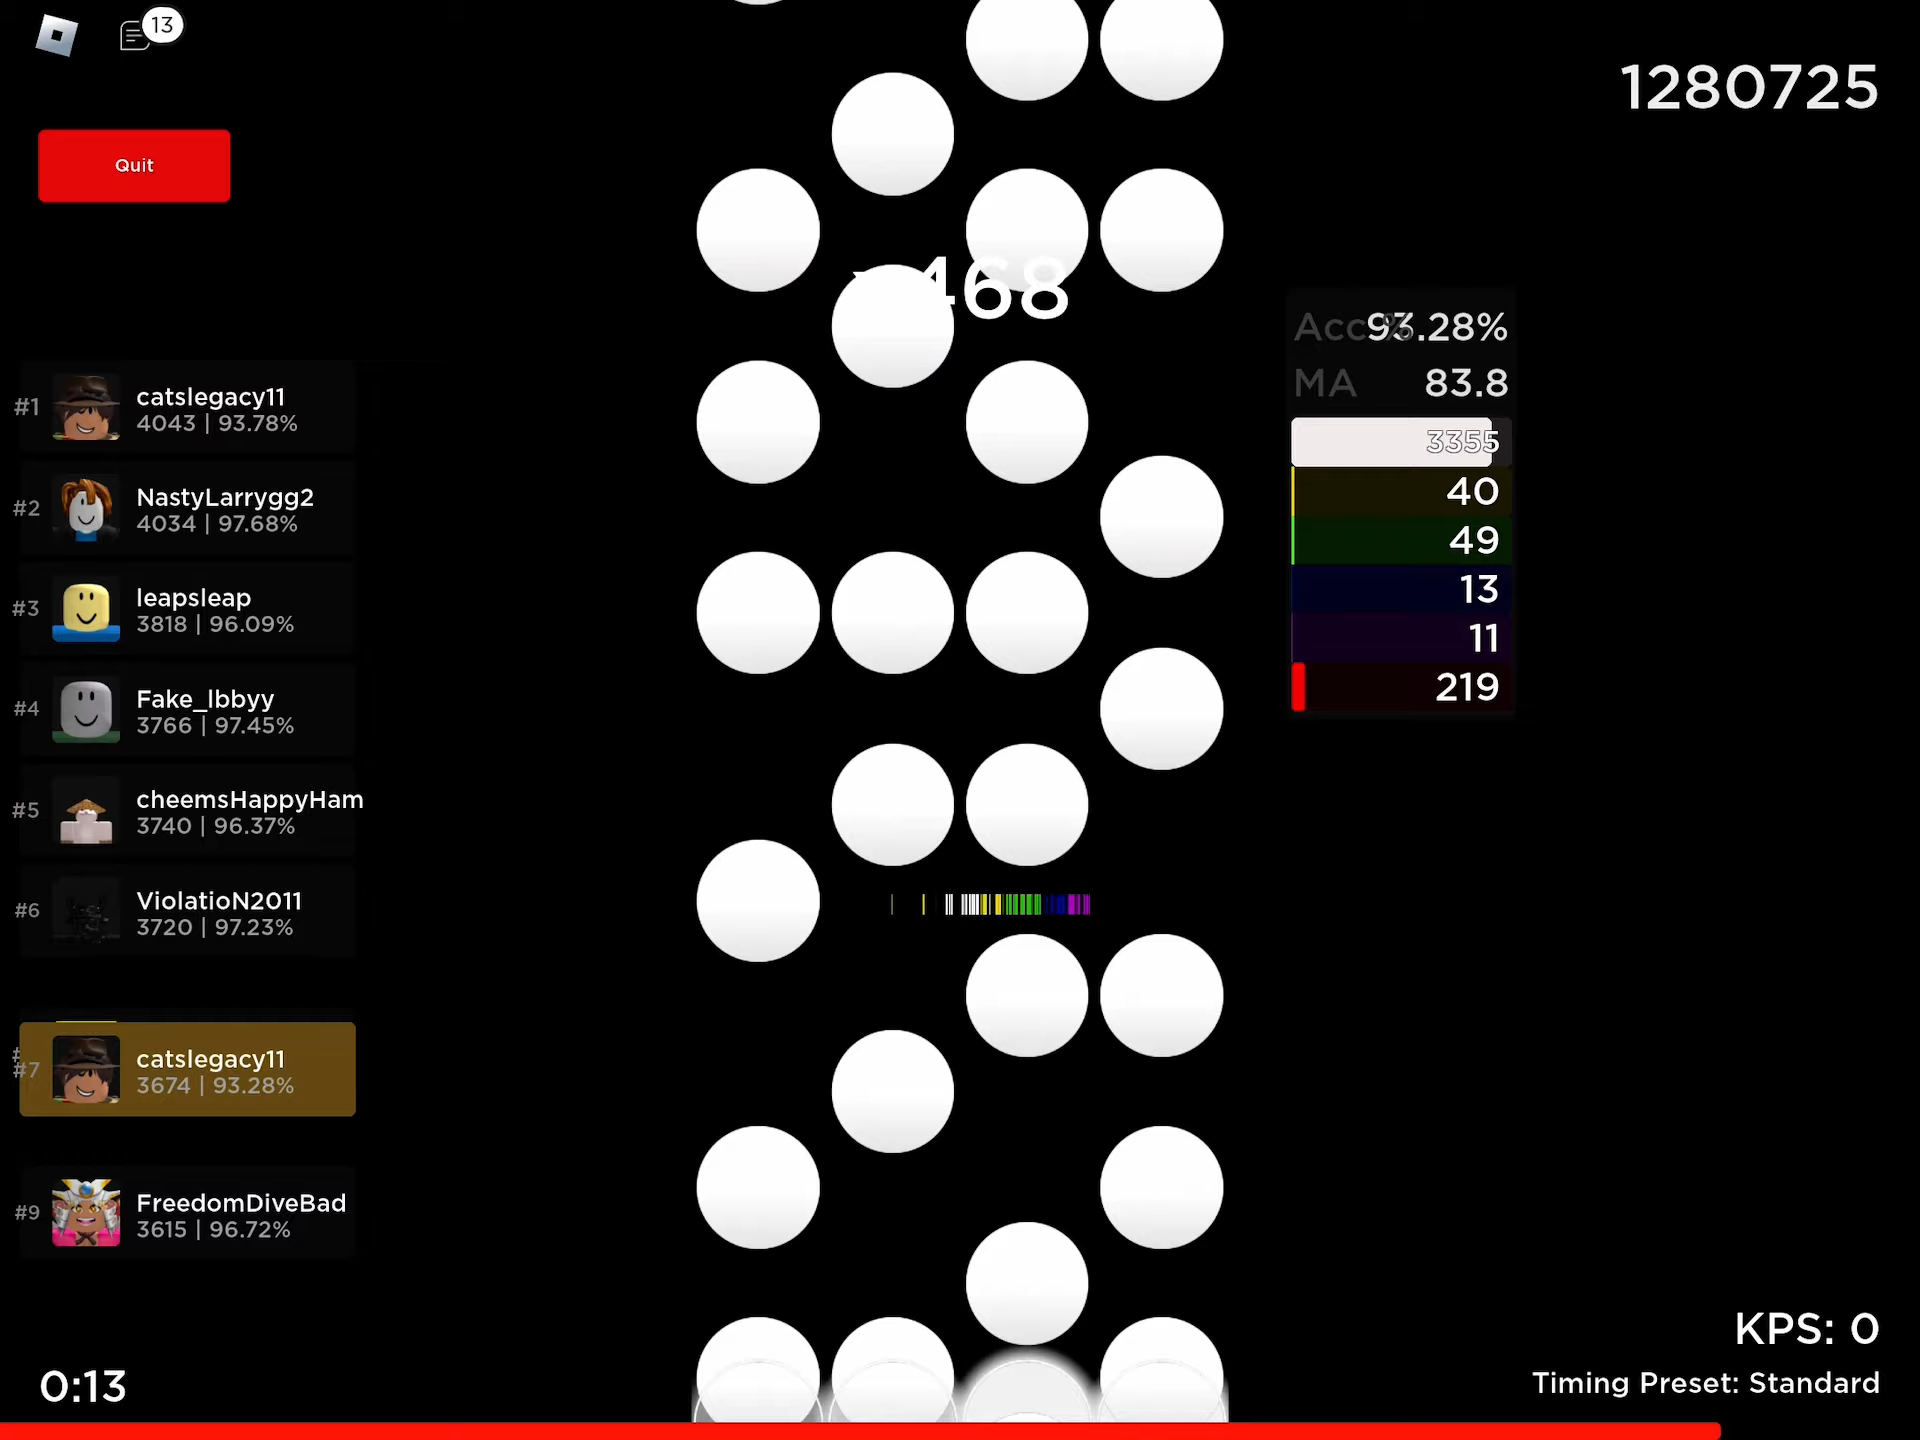 13
1280725
Quit
468
Acc 93.28%
MA 83.8
3355
40
49
13
11
219
#1 catslegacy11
4043 | 93.78%
#2 NastyLarrygg2
4034 | 97.68%
#3 leapsleap
3818 | 96.09%
#4 Fake_lbbyy
3766 | 97.45%
#5 cheemsHappyHam
3740 | 96.37%
#6 ViolatioN2011
3720 | 97.23%
#7 catslegacy11
3674 | 93.28%
#9 FreedomDiveBad
3615 | 96.72%
KPS: 0
0:13
Timing Preset: Standard